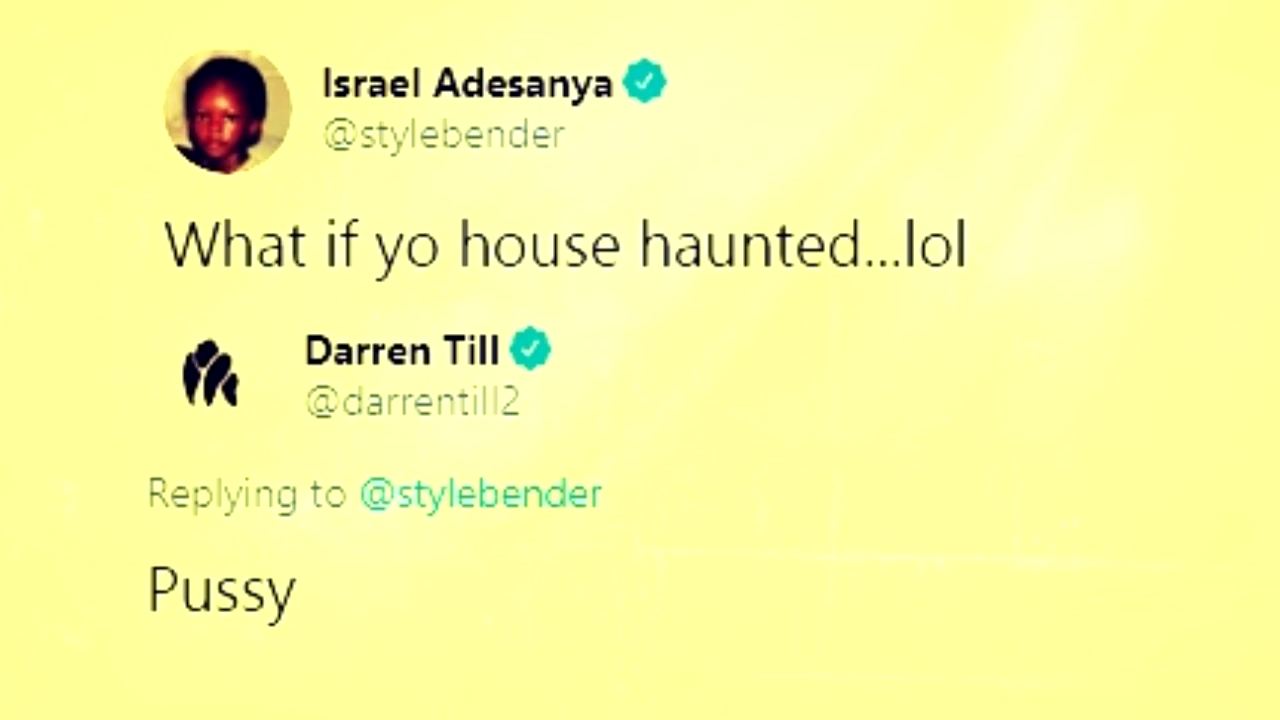 Israel Adesanya
@stylebender
What if yo house haunted...lol
Darren Till
@darrentill2
Replying to @stylebender
Pussy